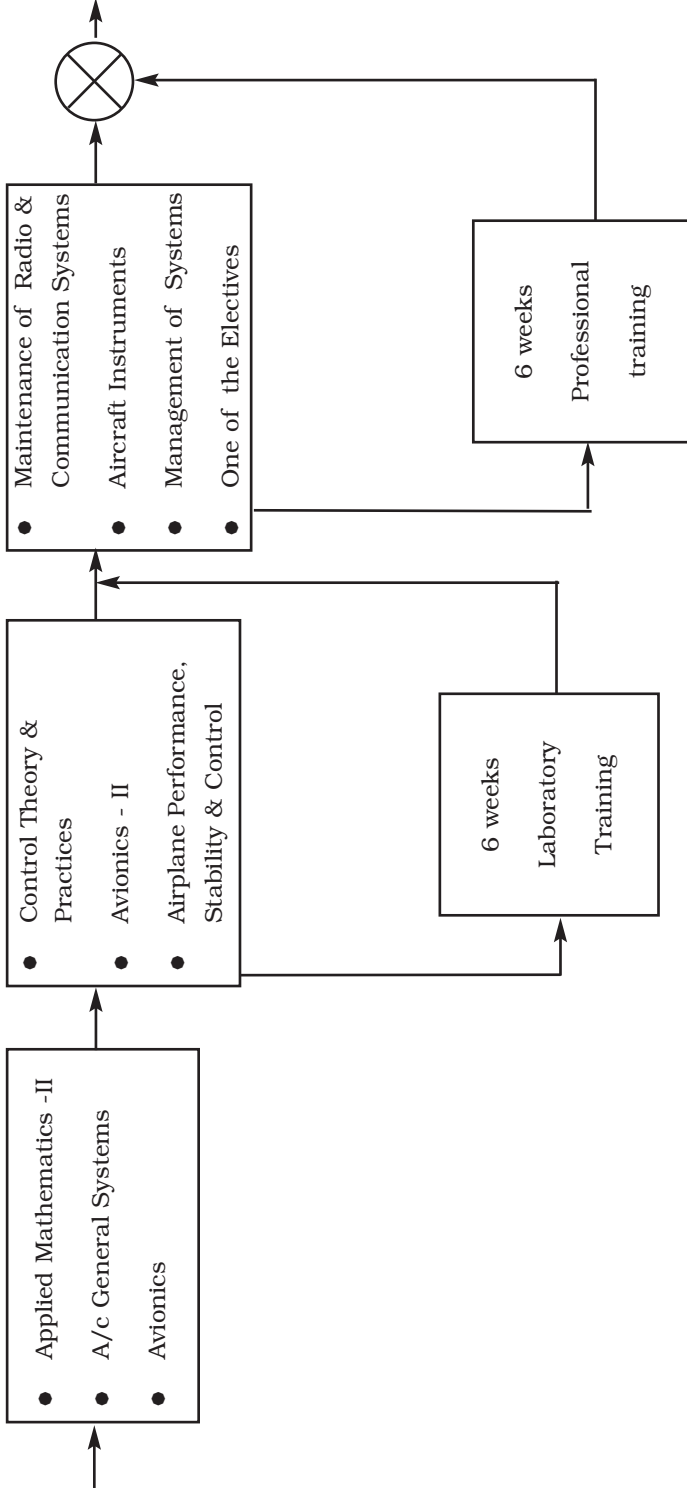 ● Applied Mathematics -II
● A/c General Systems
● Avionics
● Control Theory &
Practices
● Avionics - II
● Airplane Performance,
Stability & Control
6 weeks
Laboratory
Training
● Maintenance of Radio &
Communication Systems
● Aircraft Instruments
● Management of Systems
● One of the Electives
6 weeks
Professional
training